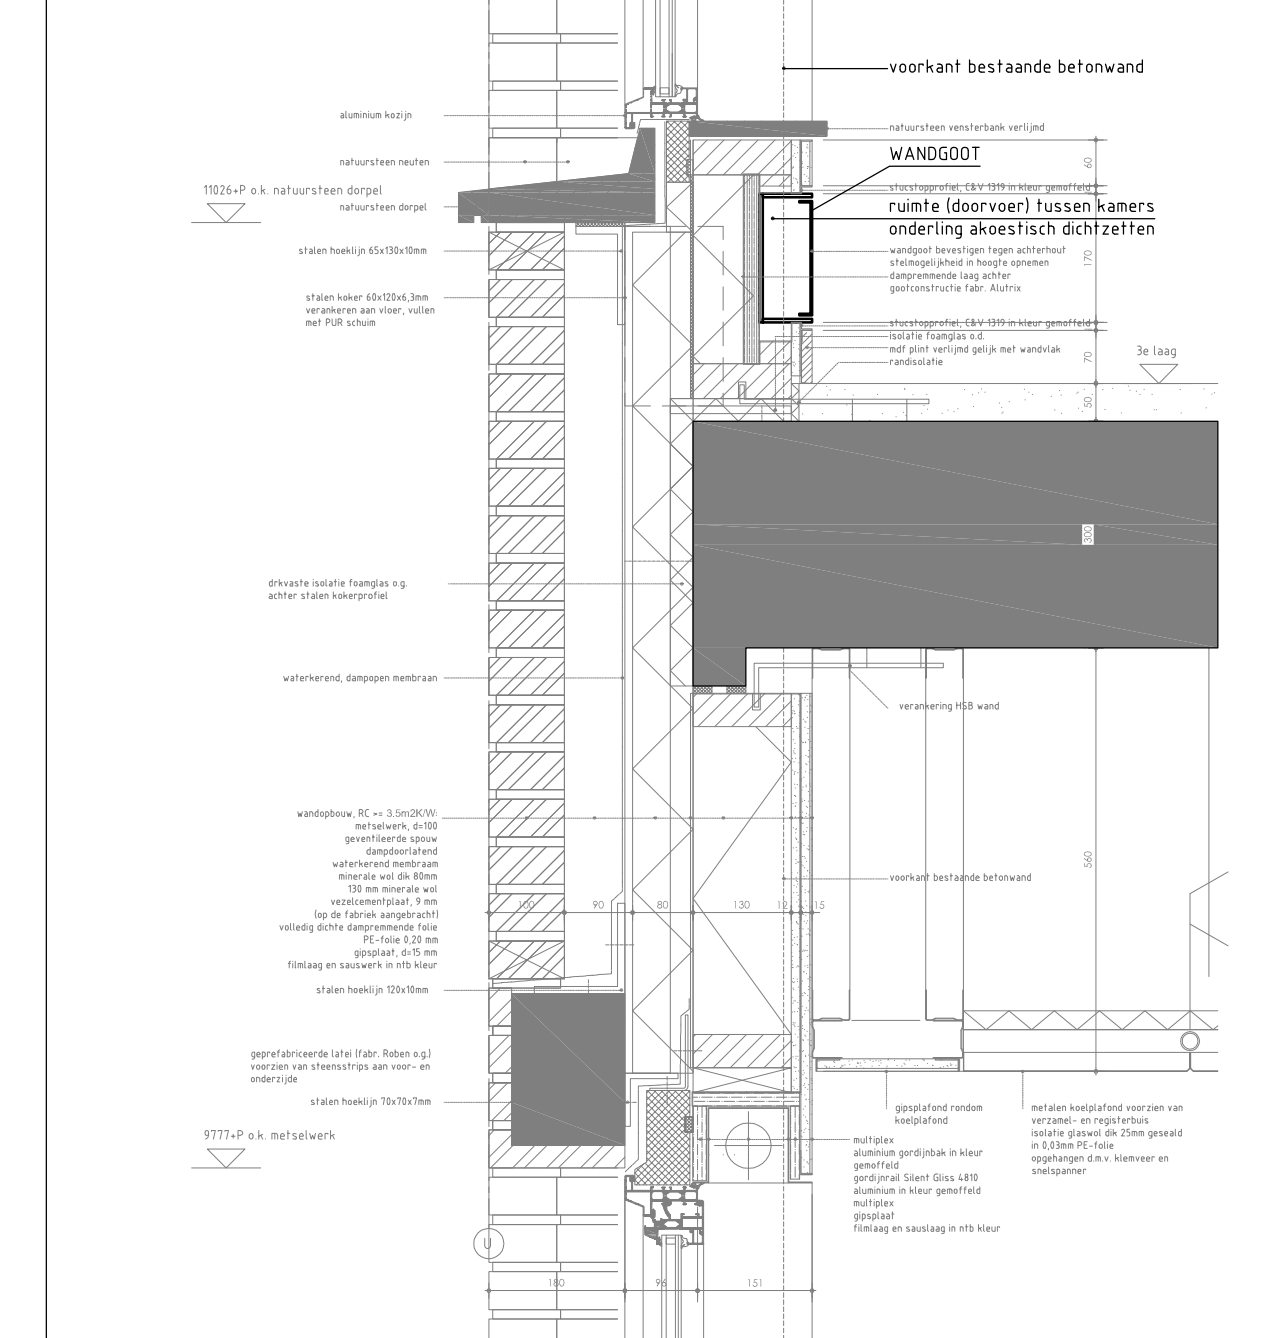 voorkant bestaande betonwand
aluminium kozijn
natuursteen vensterbank verlijmd
WANDGOOT
60
natuursteen neuten
11026+P o.k. natuursteen dorpel
stucstopprofiel, C&V 1319 in kleur gemoffeld
natuursteen dorpel
ruimte (doorvoer) tussen kamers
onderling akoestisch dichtzetten
stalen hoeklijn 65x130x10mm
wandgoot bevestigen tegen achterhout
stelmogelijkheid in hoogte opnemen
dampremmende laag achter
gootconstructie fabr. Alutrix
170
stalen koker 60x120x6,3mm
verankeren aan vloer, vullen
met PUR schuim
stucstopprofiel, C&V 1319 in kleur gemoffeld
isolatie foamglas o.d.
mdf plint verlijmd gelijk met wandvlak
randisolatie
70
3e laag
50
300
drkvaste isolatie foamglas o.g.
achter stalen kokerprofiel
waterkerend, dampopen membraan
verankering HSB wand
wandopbouw, RC >= 3,5m2K/W:
metselwerk, d=100
geventileerde spouw
dampdoorlatend
waterkerend membraam
minerale wol dik 80mm
130 mm minerale wol
vezelcementplaat, 9 mm
(op de fabriek aangebracht)
volledig dichte dampremmende folie
PE-folie 0,20 mm
gipsplaat, d=15 mm
filmlaag en sauswerk in ntb kleur
560
voorkant bestaande betonwand
100
90
80
130
12
15
stalen hoeklijn 120x10mm
geprefabriceerde latei (fabr. Roben o.g.)
voorzien van steensstrips aan voor- en
onderzijde
stalen hoeklijn 70x70x7mm
9777+P o.k. metselwerk
gipsplafond rondom
koelplafond
metalen koelplafond voorzien van
verzamel- en registerbuis
isolatie glaswol dik 25mm geseald
in 0,03mm PE-folie
opgehangen d.m.v. klemveer en
snelspanner
multiplex
aluminium gordijnbak in kleur
gemoffeld
gordijnrail Silent Gliss 4810
aluminium in kleur gemoffeld
multiplex
gipsplaat
filmlaag en sauslaag in ntb kleur
U
180
96
151